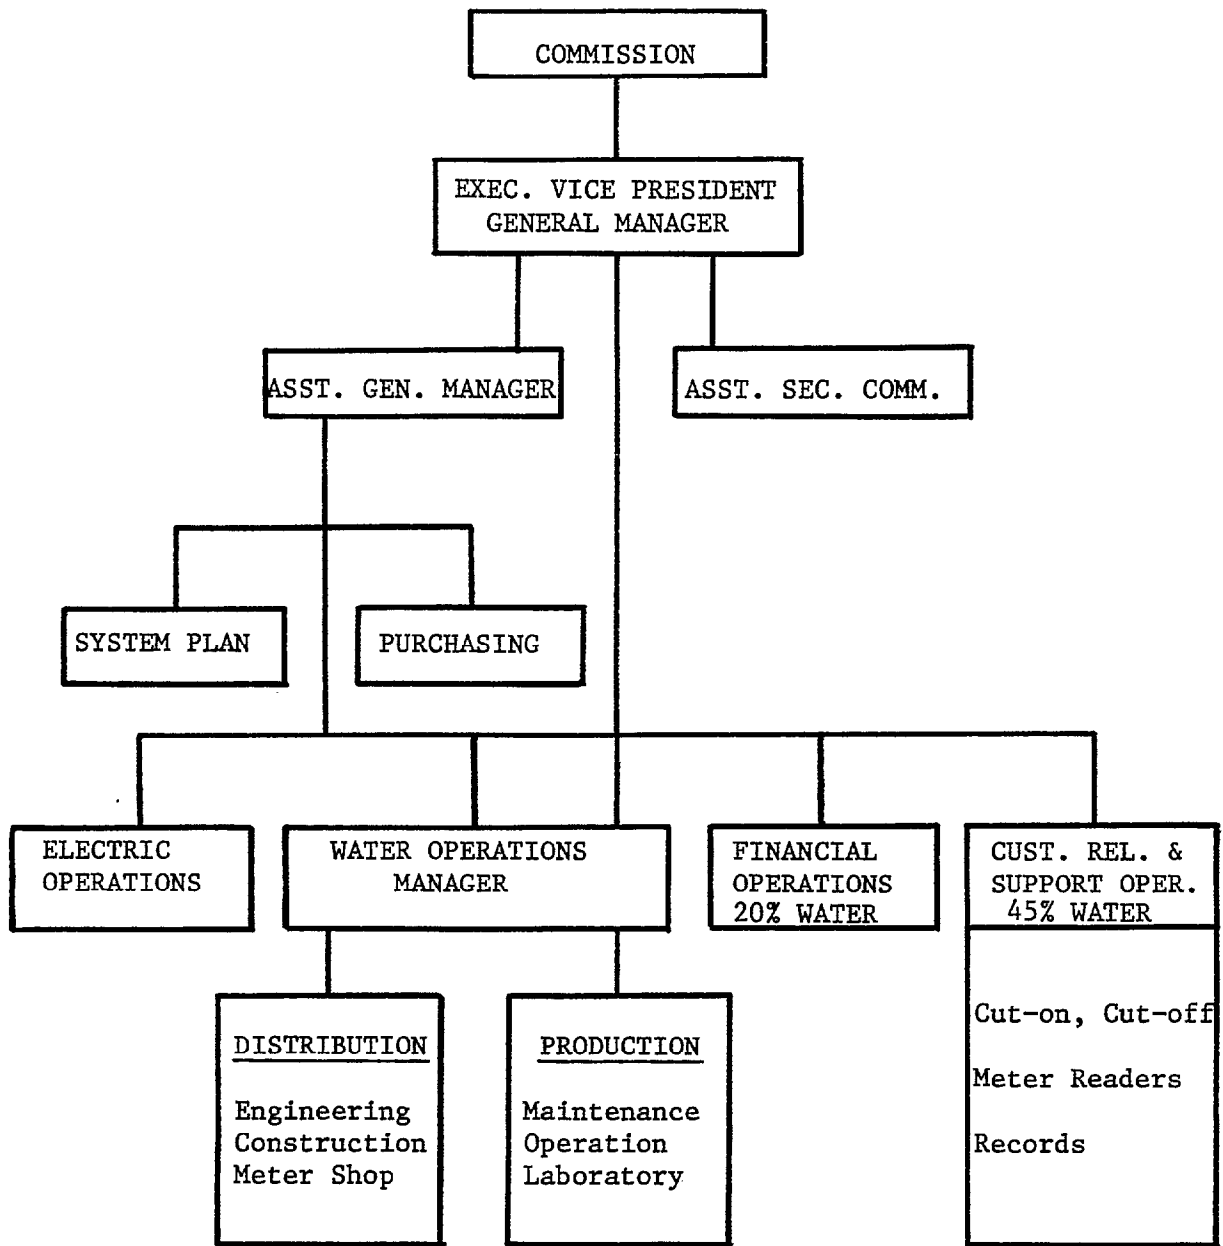 COMMISSION
EXEC. VICE PRESIDENT
GENERAL MANAGER
ASST. GEN. MANAGER
ASST. SEC. COMM.
SYSTEM PLAN
PURCHASING
ELECTRIC
OPERATIONS
WATER OPERATIONS
MANAGER
FINANCIAL
OPERATIONS
20% WATER
CUST. REL. &
SUPPORT OPER.
45% WATER
DISTRIBUTION
Engineering
Construction
Meter Shop
PRODUCTION
Maintenance
Operation
Laboratory
Cut-on, Cut-off
Meter Readers
Records